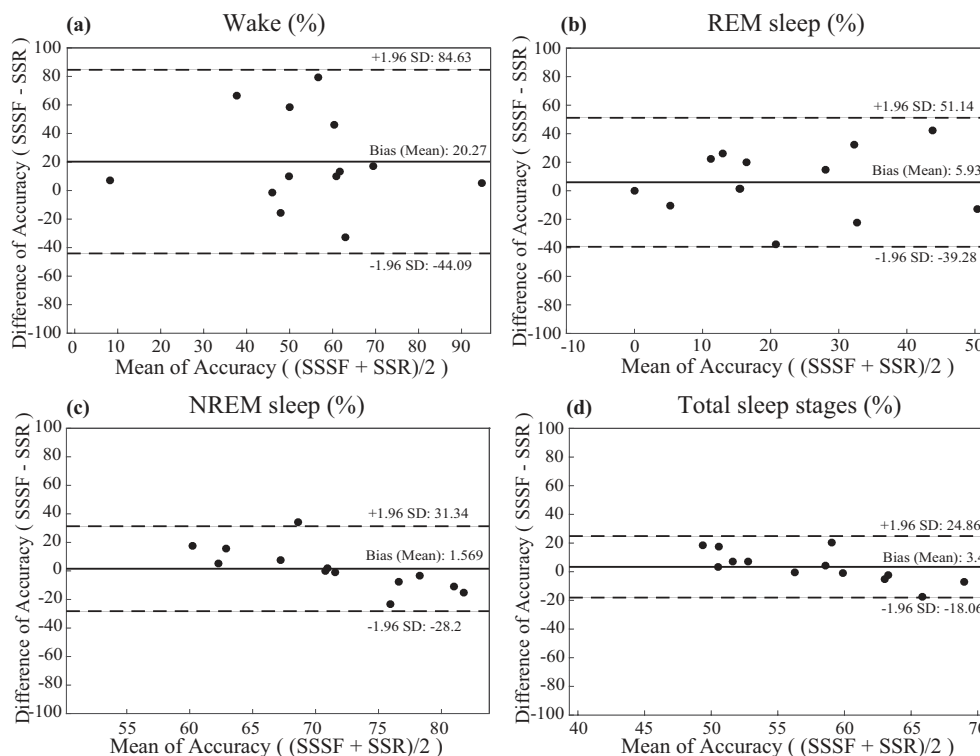 (a) Wake (%)
Difference of Accuracy ( SSSF - SSR)
100
80
60
40
20
0
-20
-40
-60
-80
-100
+1.96 SD: 84.63
Bias (Mean): 20.27
-1.96 SD: -44.09
0 10 20 30 40 50 60 70 80 90
Mean of Accuracy ( (SSSF + SSR)/2 )
(b) REM sleep (%)
Difference of Accuracy ( SSSF - SSR)
100
80
60
40
20
0
-20
-40
-60
-80
-100
+1.96 SD: 51.14
Bias (Mean): 5.93
-1.96 SD: -39.28
-10 0 10 20 30 40 50
Mean of Accuracy ( (SSSF + SSR)/2 )
(c) NREM sleep (%)
Difference of Accuracy ( SSSF - SSR)
100
80
60
40
20
0
-20
-40
-60
-80
-100
+1.96 SD: 31.34
Bias (Mean): 1.569
-1.96 SD: -28.2
55 60 65 70 75 80
Mean of Accuracy ( (SSSF + SSR)/2 )
(d) Total sleep stages (%)
Difference of Accuracy ( SSSF - SSR)
100
80
60
40
20
0
-20
-40
-60
-80
-100
+1.96 SD: 24.86
Bias (Mean): 3.4
-1.96 SD: -18.06
40 45 50 55 60 65 70
Mean of Accuracy ( (SSSF + SSR)/2 )